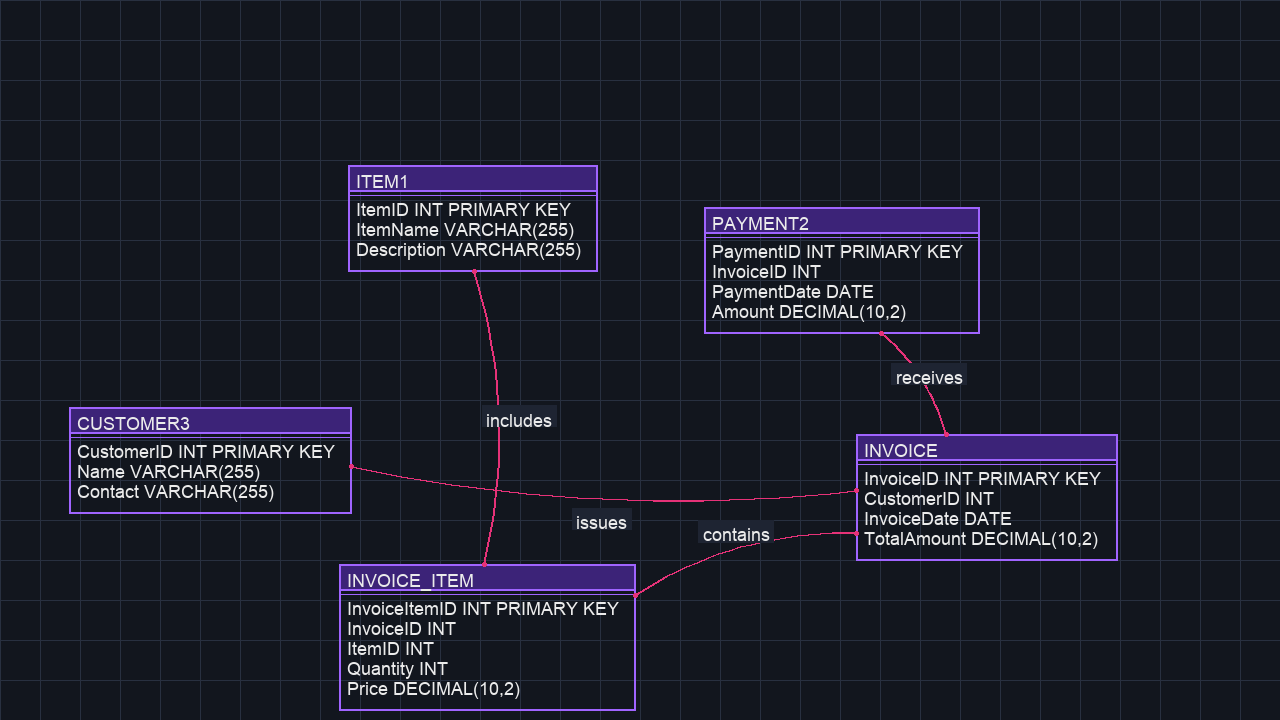 ITEM1
ItemID INT PRIMARY KEY
ItemName VARCHAR(255)
Description VARCHAR(255)
PAYMENT2
PaymentID INT PRIMARY KEY
InvoiceID INT
PaymentDate DATE
Amount DECIMAL(10,2)
receives
includes
CUSTOMER3
CustomerID INT PRIMARY KEY
Name VARCHAR(255)
Contact VARCHAR(255)
INVOICE
InvoiceID INT PRIMARY KEY
CustomerID INT
InvoiceDate DATE
TotalAmount DECIMAL(10,2)
issues
contains
INVOICE_ITEM
InvoiceItemID INT PRIMARY KEY
InvoiceID INT
ItemID INT
Quantity INT
Price DECIMAL(10,2)